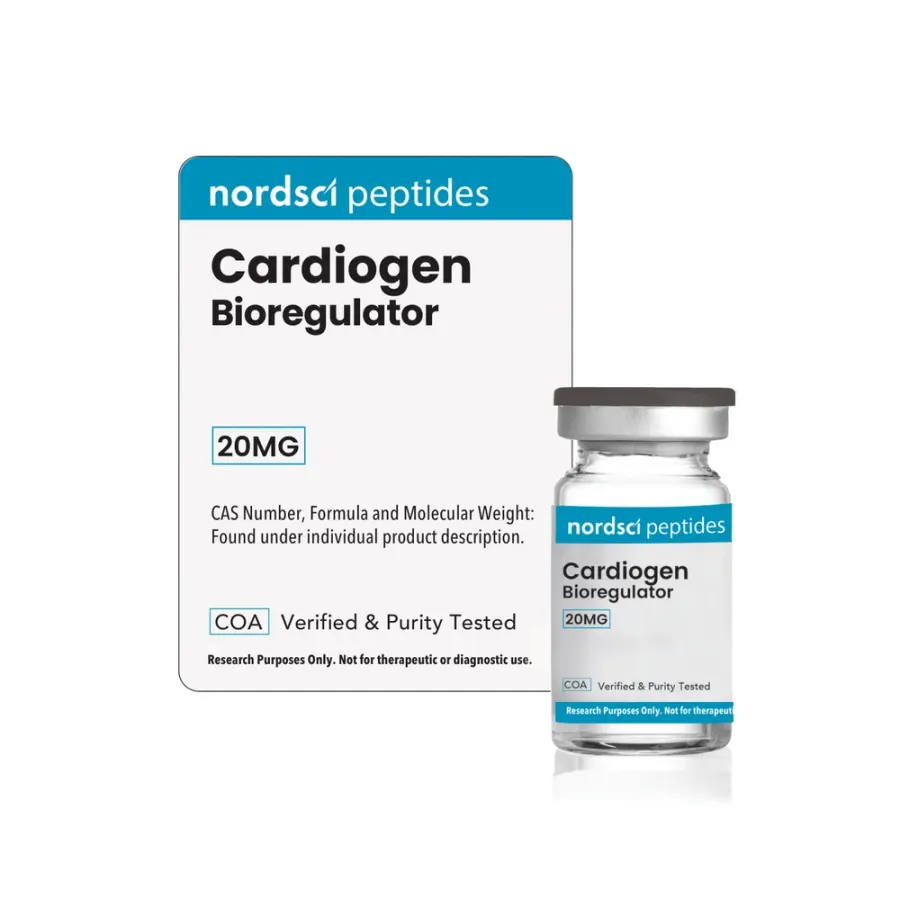 nordsci peptides
Cardiogen
Bioregulator
20MG
CAS Number, Formula and Molecular Weight:
Found under individual product description.
COA Verified & Purity Tested
Research Purposes Only. Not for therapeutic or diagnostic use.
nordsci peptides
Cardiogen
Bioregulator
20MG
COA Verified & Purity Tested
Research Purposes Only. Not for therapeuti